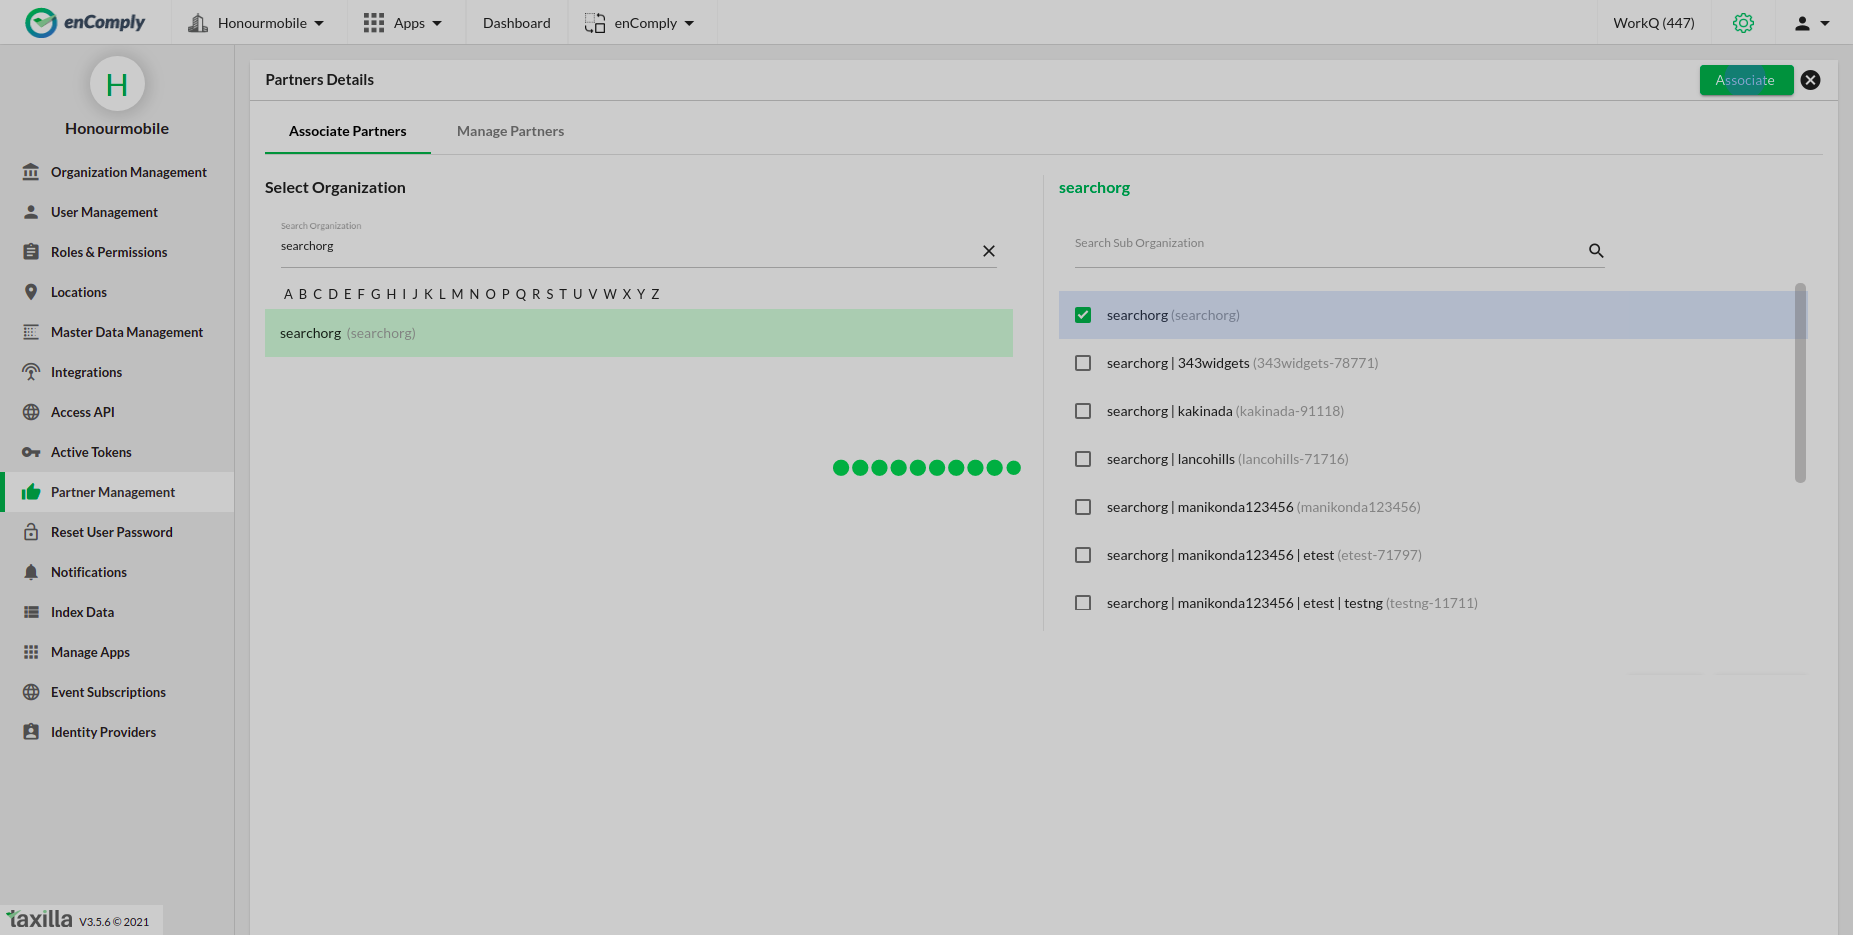 enComply
Honourmobile
Apps
Dashboard
enComply
WorkQ (447)
H
Honourmobile
Organization Management
User Management
Roles & Permissions
Locations
Master Data Management
Integrations
Access API
Active Tokens
Partner Management
Reset User Password
Notifications
Index Data
Manage Apps
Event Subscriptions
Identity Providers
taxilla V3.5.6 © 2021
Partners Details
Associate
Associate Partners
Manage Partners
Select Organization
Search Organization
searchorg
A B C D E F G H I J K L M N O P Q R S T U V W X Y Z
searchorg (searchorg)
searchorg
Search Sub Organization
searchorg (searchorg)
searchorg | 343widgets (343widgets-78771)
searchorg | kakinada (kakinada-91118)
searchorg | lancohills (lancohills-71716)
searchorg | manikonda123456 (manikonda123456)
searchorg | manikonda123456 | etest (etest-71797)
searchorg | manikonda123456 | etest | testng (testng-11711)